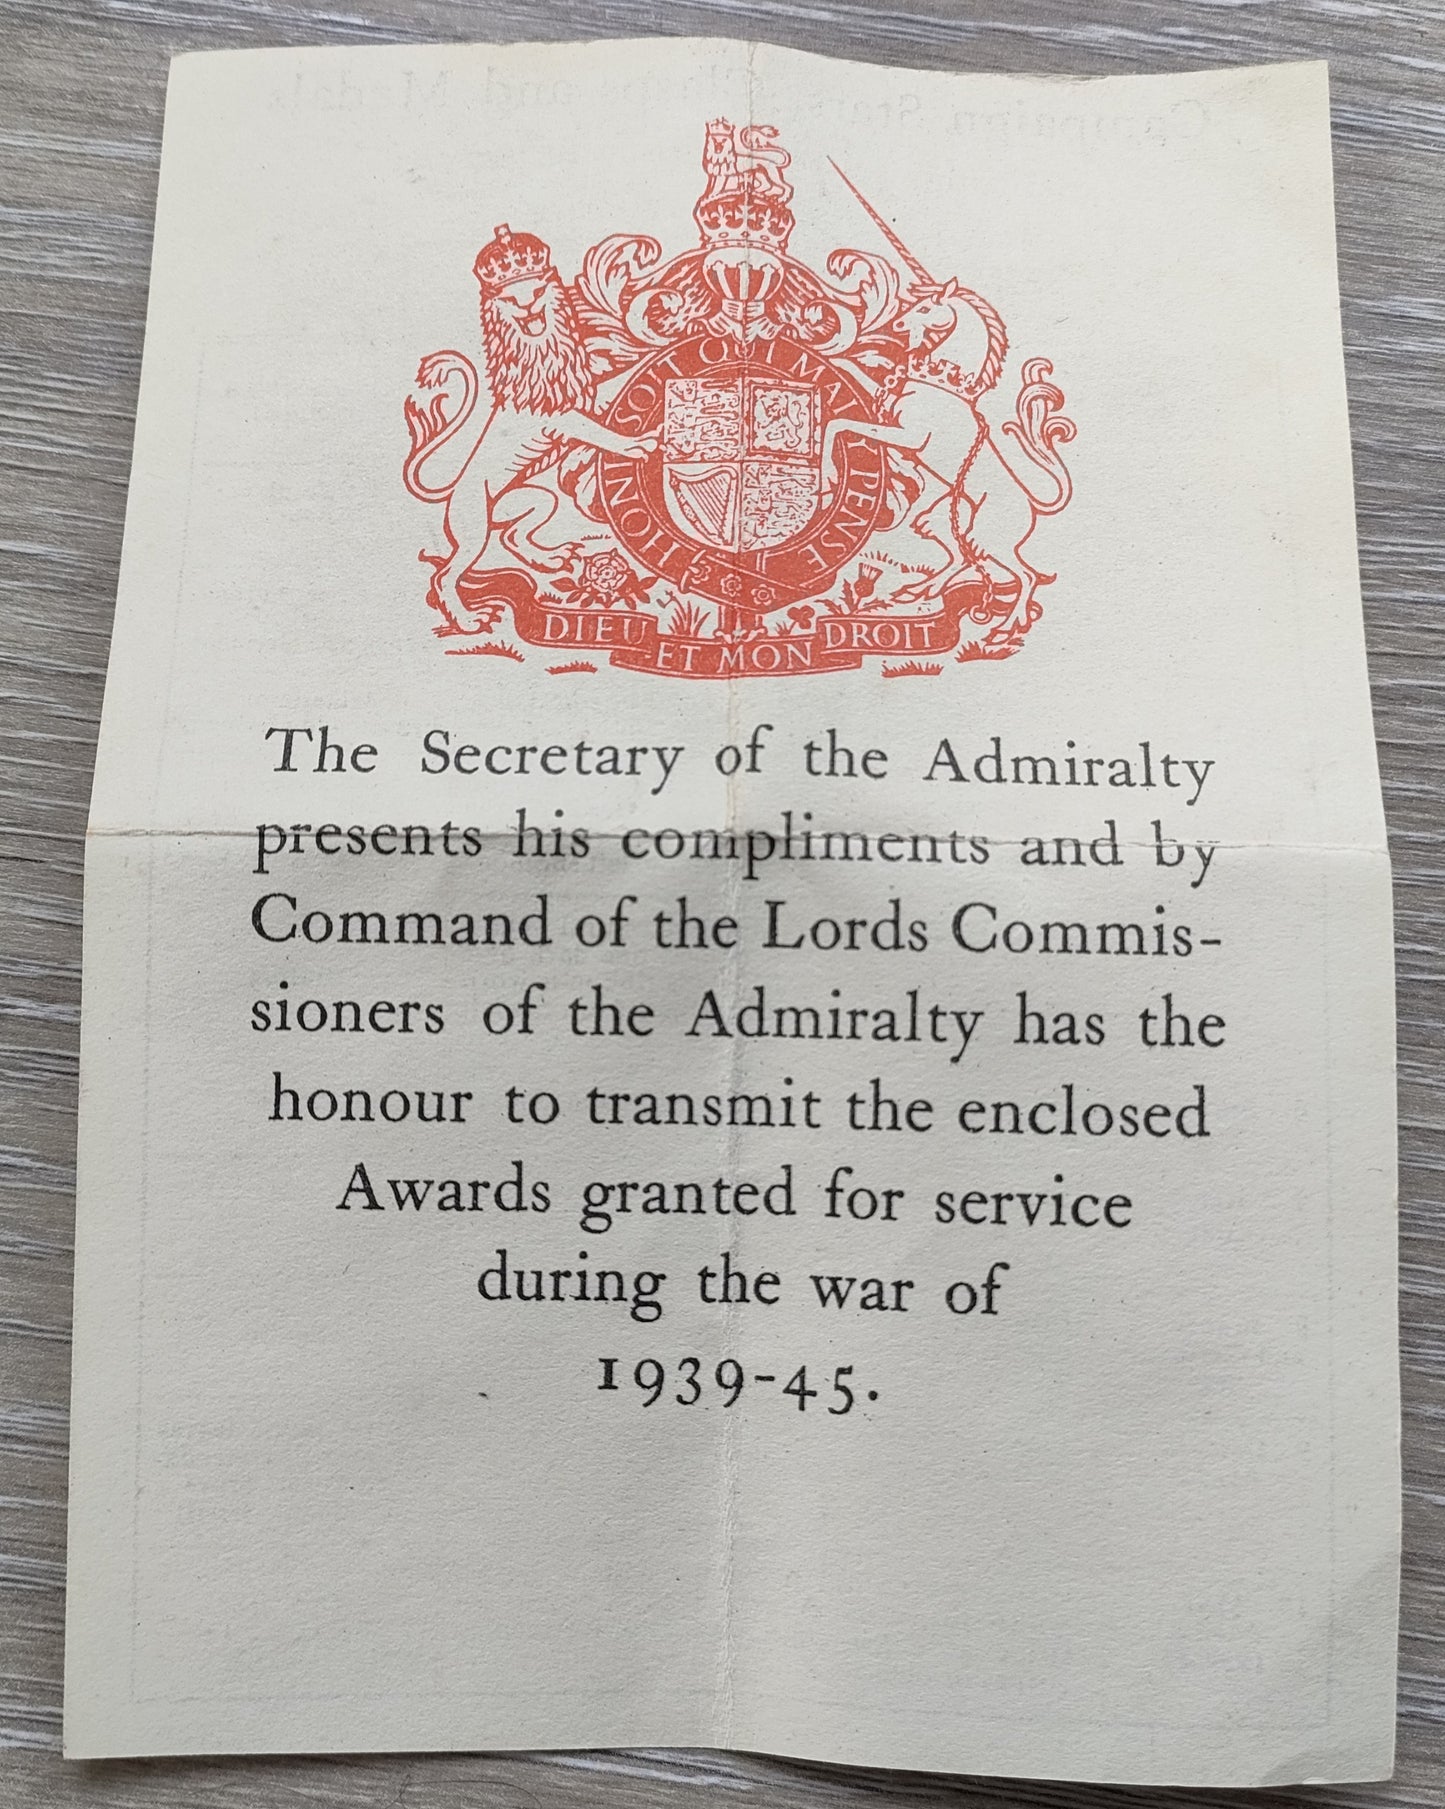 HONI SOIT QUI MAL Y PENSE
DIEU ET MON DROIT
The Secretary of the Admiralty
presents his compliments and by
Command of the Lords Commis-
sioners of the Admiralty has the
honour to transmit the enclosed
Awards granted for service
during the war of
1939-45.